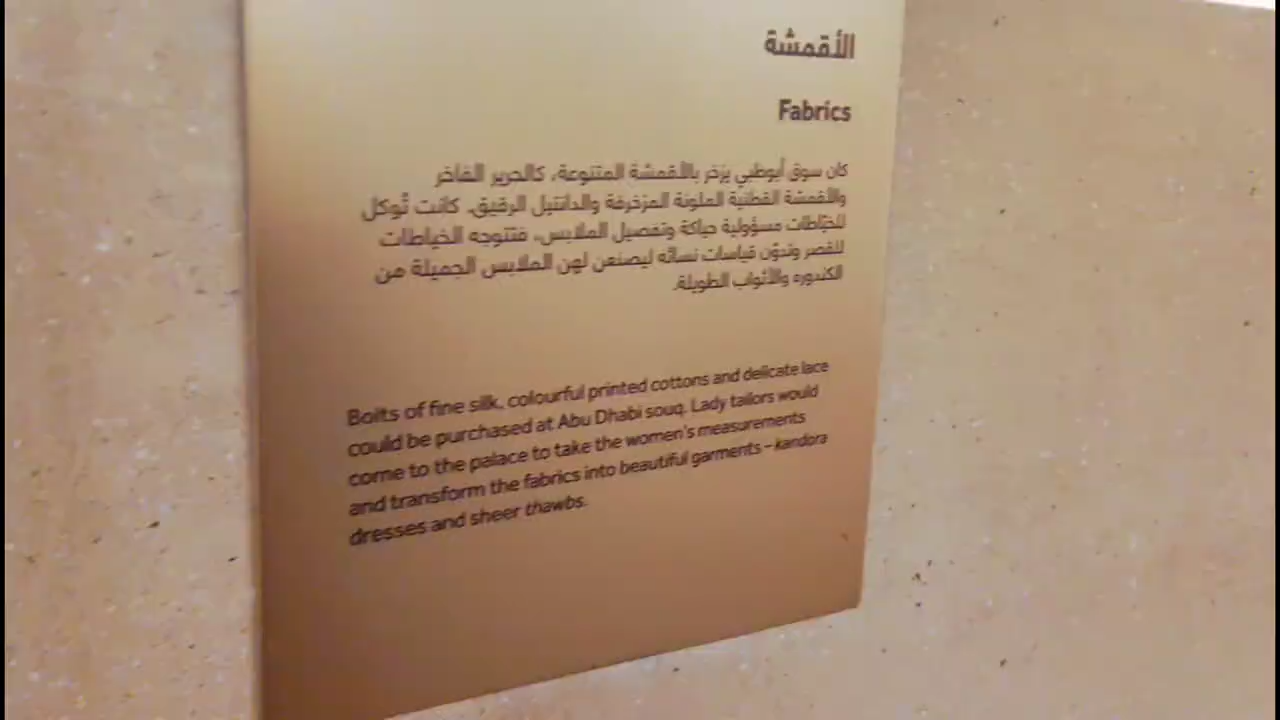 الأقمشة
Fabrics
كان سوق أبوظبي يزخر بالأقمشة المتنوعة، كالحرير الفاخر
والأقمشة القطنية الملونة المزخرفة والدانتيل الرقيق. كانت تُوكل
للخيّاطات مسؤولية حياكة وتفصيل الملابس، فتتوجه الخياطات
للقصر وتدوّن قياسات نسائه ليصنعن لهن الملابس الجميلة من
الكندوره والأثواب الطويلة.
Bolts of fine silk, colourful printed cottons and delicate lace
could be purchased at Abu Dhabi souq. Lady tailors would
come to the palace to take the women's measurements
and transform the fabrics into beautiful garments – kandora
dresses and sheer thawbs.